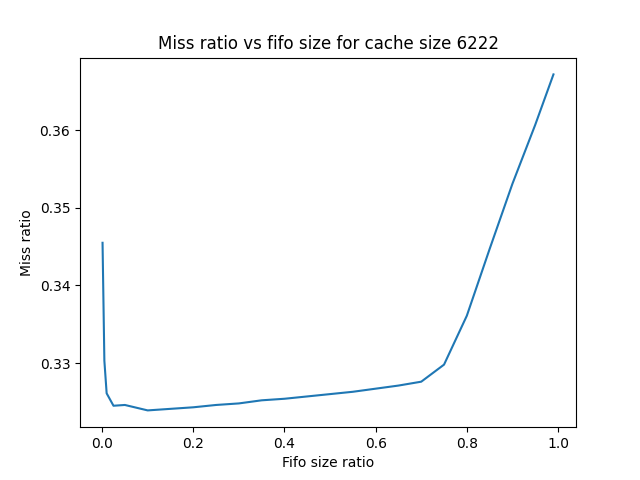 Miss ratio vs fifo size for cache size 6222
0.36
0.35
0.34
0.33
Miss ratio
0.0 0.2 0.4 0.6 0.8 1.0
Fifo size ratio